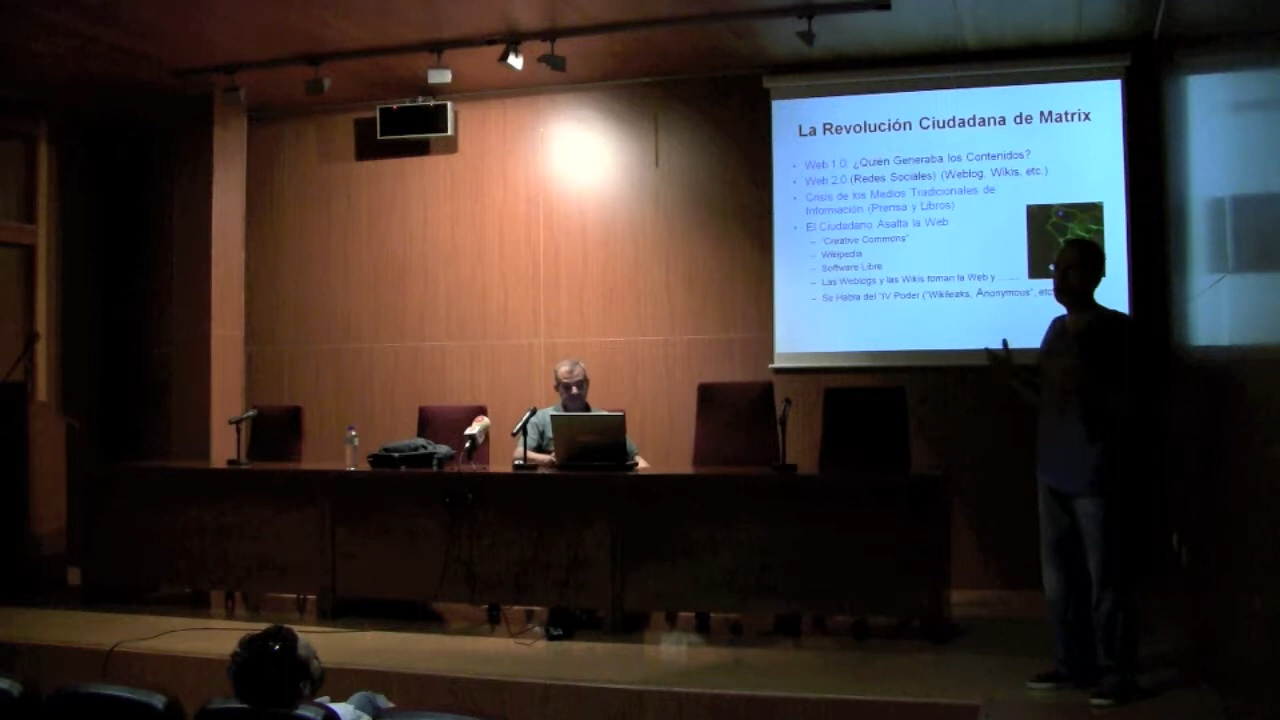 La Revolución Ciudadana de Matrix
• Web 1.0: ¿Quién Generaba los Contenidos?
• Web 2.0 (Redes Sociales) (Weblog, Wikis, etc.)
• Crisis de los Medios Tradicionales de
Información (Prensa y Libros)
• El Ciudadano Asalta la Web
– "Creative Commons"
– Wikipedia
– Software Libre
– Las Weblogs y las Wikis toman la Web y .......
– Se Habla del "IV Poder ("Wikileaks, Anonymous", etc